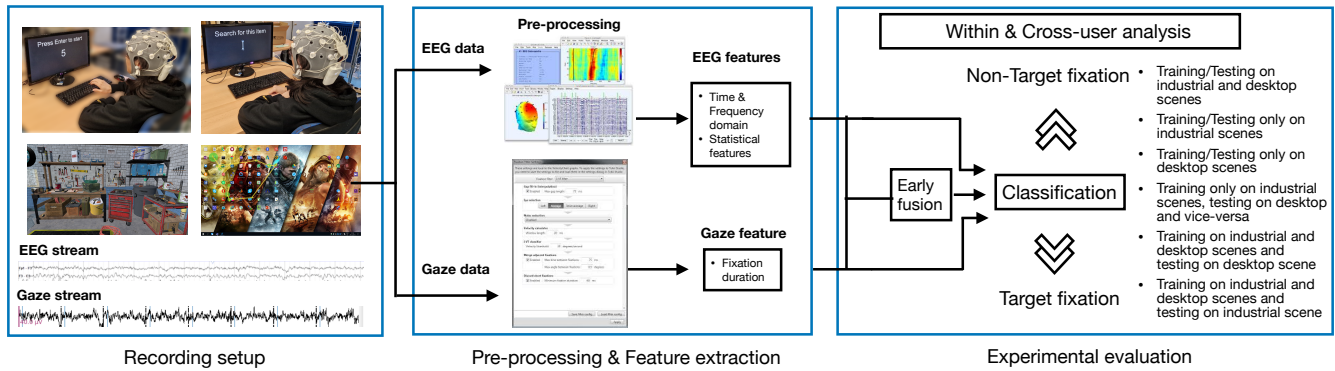 Press Enter to start
5
Search for this item
EEG stream
Gaze stream
Recording setup
EEG data
Gaze data
Pre-processing
EEG features
• Time &
Frequency
domain
• Statistical
features
Gaze feature
• Fixation
duration
Pre-processing & Feature extraction
Within & Cross-user analysis
Non-Target fixation
Early
fusion
Classification
Target fixation
• Training/Testing on
industrial and desktop
scenes
• Training/Testing only on
industrial scenes
• Training/Testing only on
desktop scenes
• Training only on industrial
scenes, testing on desktop
and vice-versa
• Training on industrial and
desktop scenes and
testing on desktop scene
• Training on industrial and
desktop scenes and
testing on industrial scene
Experimental evaluation